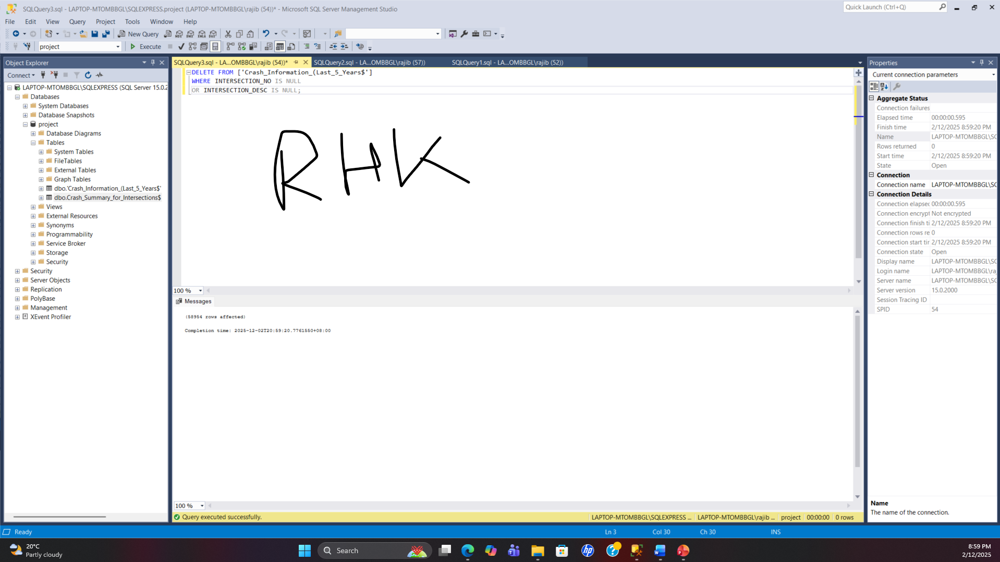 SQLQuery3.sql - LAPTOP-MTOMBBGL\SQLEXPRESS.project (LAPTOP-MTOMBBGL\rajib (54))* - Microsoft SQL Server Management Studio
Quick Launch (Ctrl+Q)
File Edit View Query Project Tools Window Help
New Query
project
Execute
Object Explorer
Connect
LAPTOP-MTOMBBGL\SQLEXPRESS (SQL Server 15.0.2
Databases
System Databases
Database Snapshots
project
Database Diagrams
Tables
System Tables
FileTables
External Tables
Graph Tables
dbo.'Crash_Information_(Last_5_Years$'
dbo.Crash_Summary_for_Intersections$
Views
External Resources
Synonyms
Programmability
Service Broker
Storage
Security
Security
Server Objects
Replication
PolyBase
Management
XEvent Profiler
SQLQuery3.sql - LA...OMBBGL\rajib (54))* SQLQuery2.sql - LA...OMBBGL\rajib (57)) SQLQuery1.sql - LA...OMBBGL\rajib (52))
DELETE FROM ['Crash_Information_(Last_5_Years$']
WHERE INTERSECTION_NO IS NULL
OR INTERSECTION_DESC IS NULL;
RHK
100 %
Messages
(58954 rows affected)
Completion time: 2025-12-02T20:59:20.7761550+08:00
100 %
Query executed successfully.
LAPTOP-MTOMBBGL\SQLEXPRESS ... LAPTOP-MTOMBBGL\rajib ... project 00:00:00 0 rows
Properties
Current connection parameters
Aggregate Status
Connection failures
Elapsed time 00:00:00.595
Finish time 2/12/2025 8:59:20 PM
Name LAPTOP-MTOMBBGL\SC
Rows returned 0
Start time 2/12/2025 8:59:20 PM
State Open
Connection
Connection name LAPTOP-MTOMBBGL\SC
Connection Details
Connection elapsed 00:00:00.595
Connection encrypt Not encrypted
Connection finish ti 2/12/2025 8:59:20 PM
Connection rows re 0
Connection start tir 2/12/2025 8:59:20 PM
Connection state Open
Display name LAPTOP-MTOMBBGL\SC
Login name LAPTOP-MTOMBBGL\ra
Server name LAPTOP-MTOMBBGL\SC
Server version 15.0.2000
Session Tracing ID
SPID 54
Name
The name of the connection.
Ready Ln 3 Col 30 Ch 30 INS
20°C
Partly cloudy
Search
8:59 PM
2/12/2025